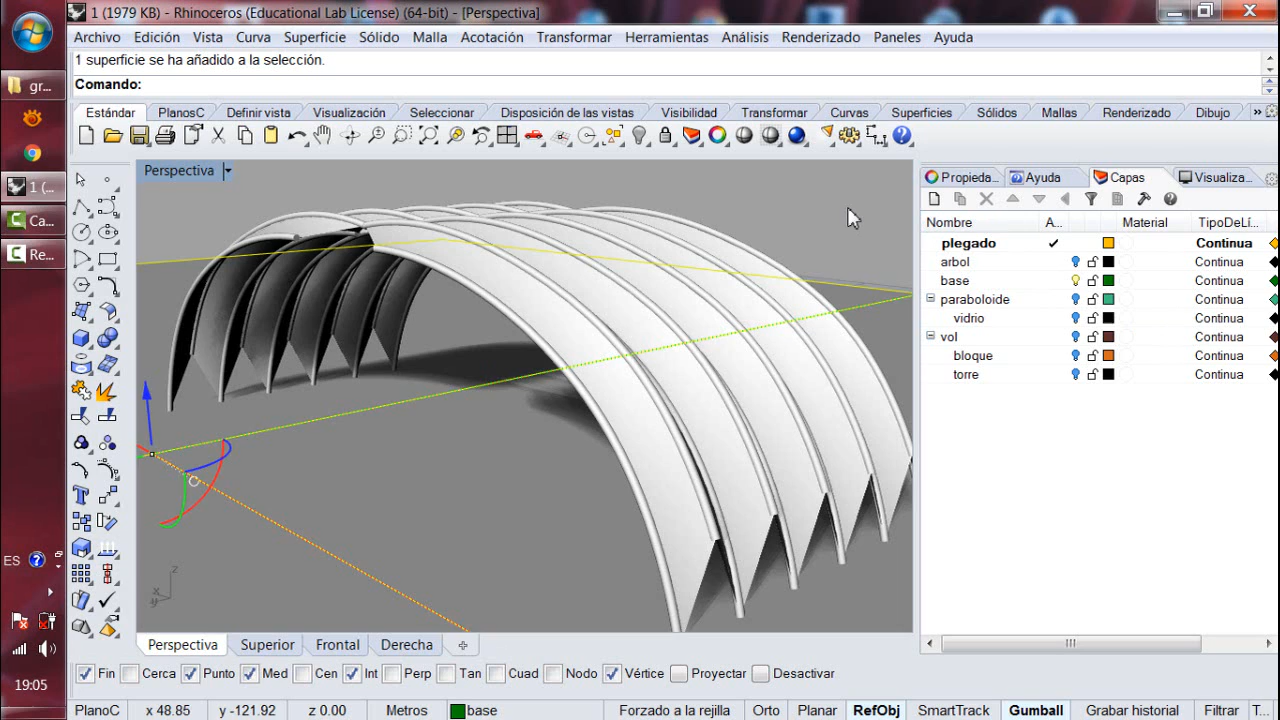 1 (1979 KB) - Rhinoceros (Educational Lab License) (64-bit) - [Perspectiva]
Archivo Edición Vista Curva Superficie Sólido Malla Acotación Transformar Herramientas Análisis Renderizado Paneles Ayuda
1 superficie se ha añadido a la selección.
Comando:
Estándar PlanosC Definir vista Visualización Seleccionar Disposición de las vistas Visibilidad Transformar Curvas Superficies Sólidos Mallas Renderizado Dibujo »
gr...
Perspectiva
Propieda... Ayuda Capas Visualiza...
1 (...
Ca...
Re...
Nombre A... Material TipoDeLí...
plegado Continua
arbol Continua
base Continua
paraboloide Continua
vidrio Continua
vol Continua
bloque Continua
torre Continua
z
x
y
ES
19:05
Perspectiva Superior Frontal Derecha
Fin Cerca Punto Med Cen Int Perp Tan Cuad Nodo Vértice Proyectar Desactivar
PlanoC x 48.85 y -121.92 z 0.00 Metros base Forzado a la rejilla Orto Planar RefObj SmartTrack Gumball Grabar historial Filtrar T...